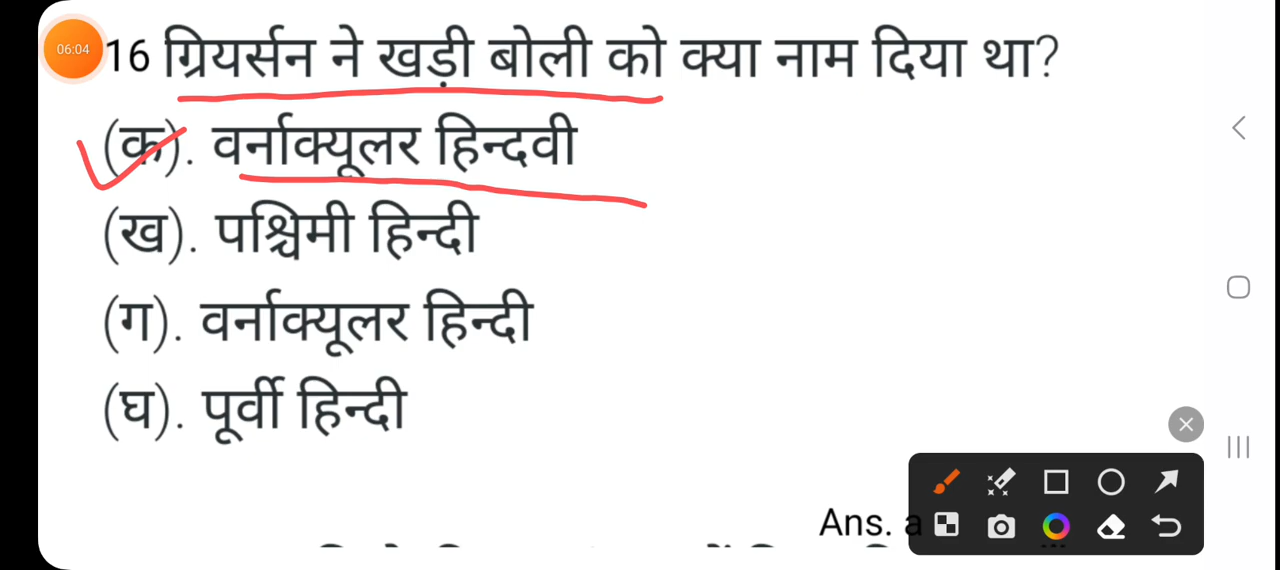 06:04
16 ग्रियर्सन ने खड़ी बोली को क्या नाम दिया था?
(क). वर्नाक्यूलर हिन्दवी
(ख). पश्चिमी हिन्दी
(ग). वर्नाक्यूलर हिन्दी
(घ). पूर्वी हिन्दी
Ans. a